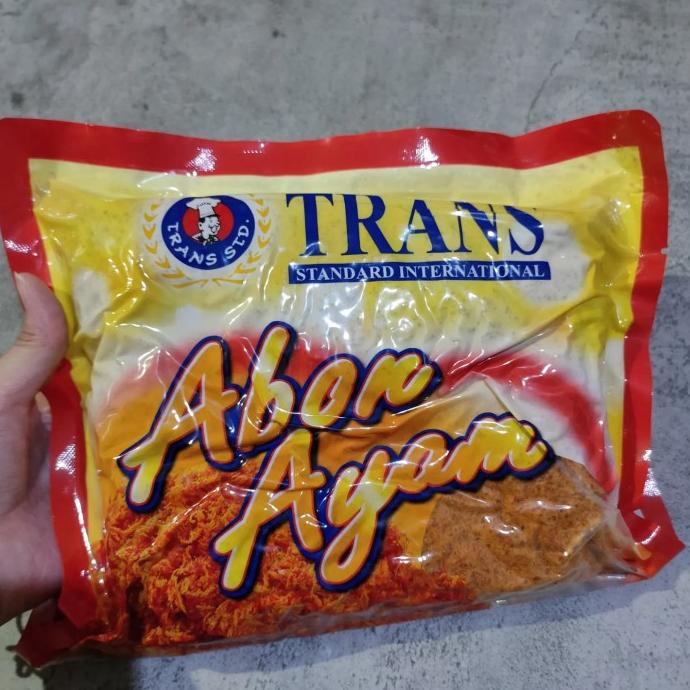 TRANS STD.
TRANS
STANDARD INTERNATIONAL
Abon
Ayam